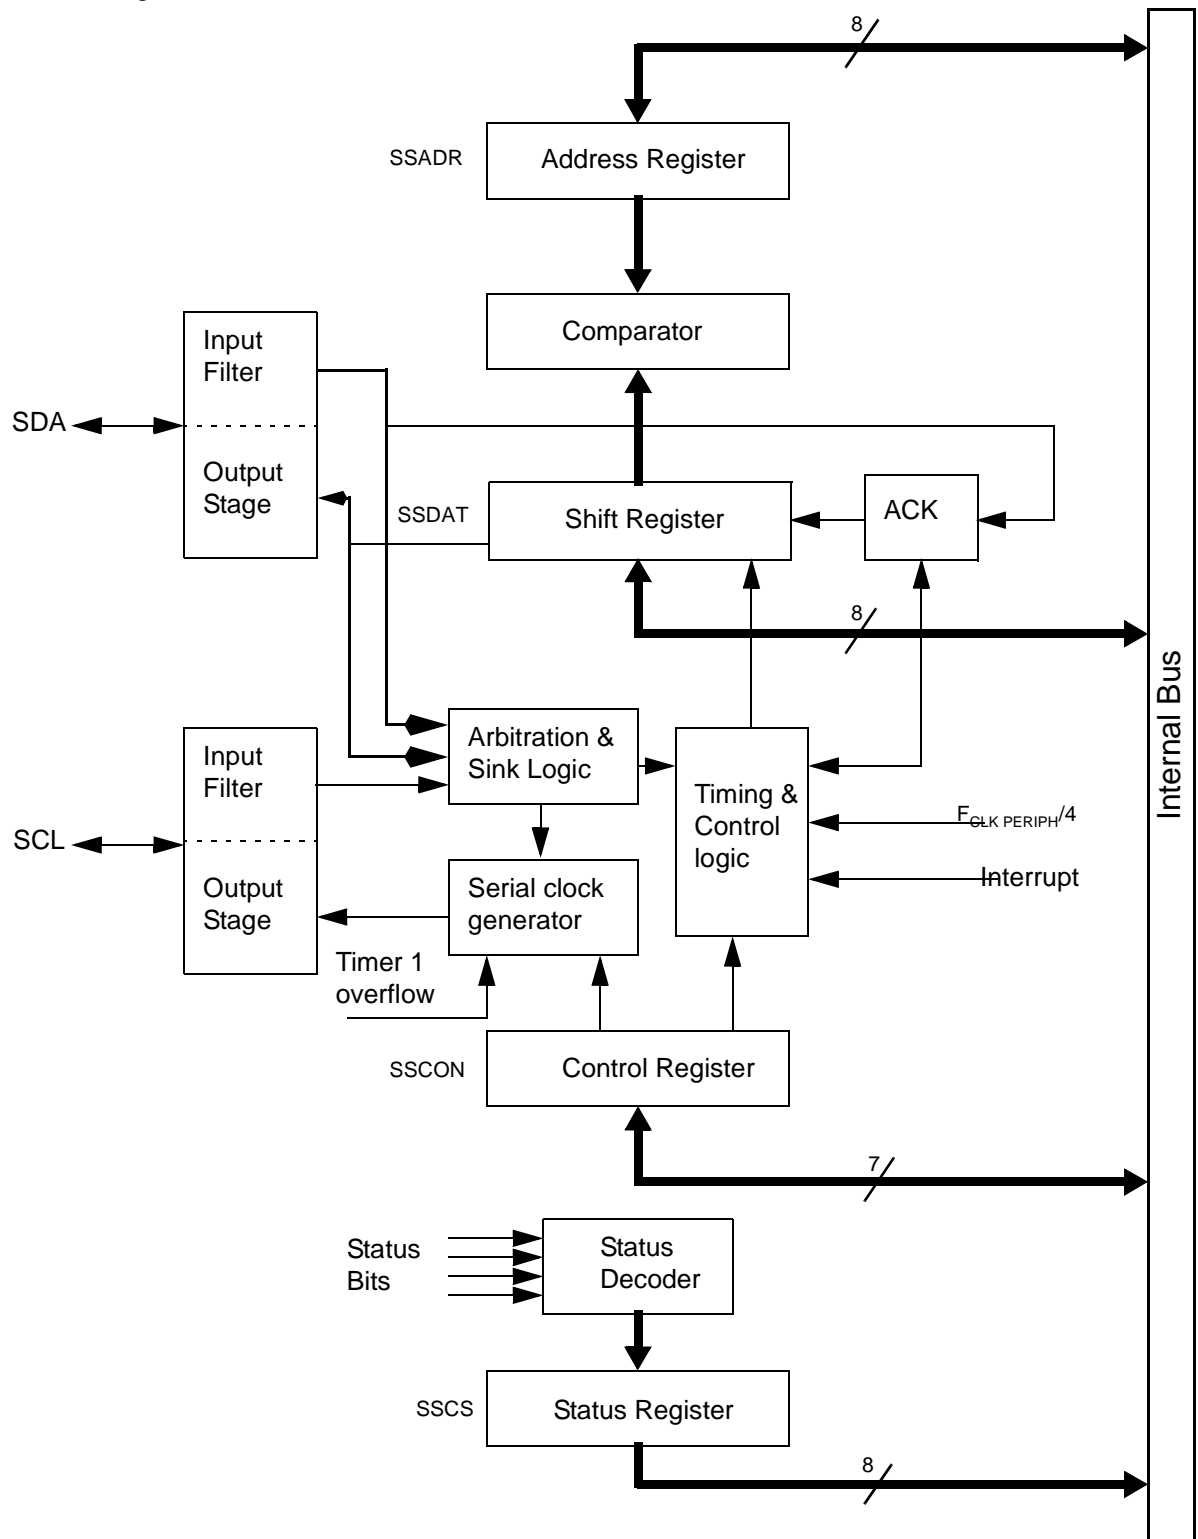 8
SSADR
Address Register
Comparator
Input
Filter
SDA
Output
Stage
SSDAT
Shift Register
ACK
8
Internal Bus
Input
Filter
SCL
Output
Stage
Arbitration &
Sink Logic
Timing &
Control
logic
FCLK PERIPH/4
Interrupt
Serial clock
generator
Timer 1
overflow
SSCON
Control Register
7
Status
Bits
Status
Decoder
SSCS
Status Register
8